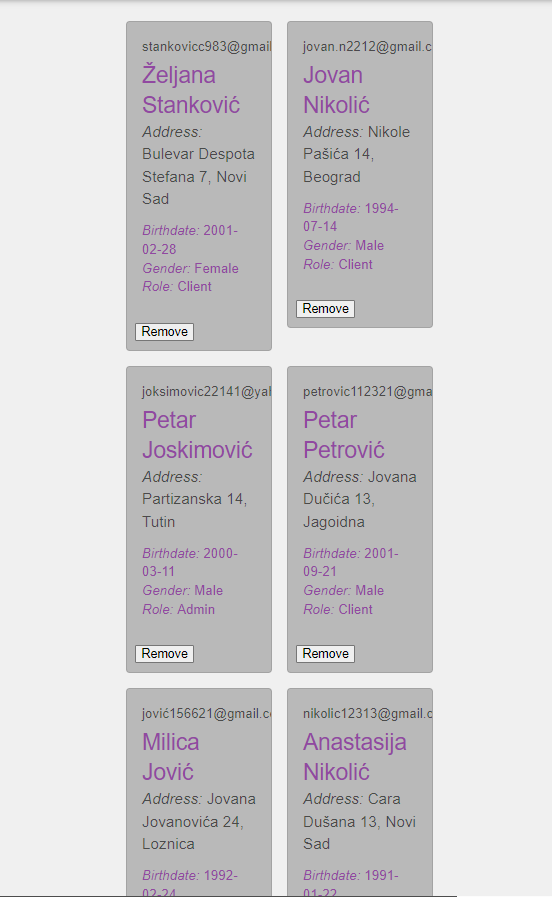 stankovicc983@gmail
Željana
Stanković
Address:
Bulevar Despota
Stefana 7, Novi
Sad
Birthdate: 2001-
02-28
Gender: Female
Role: Client
Remove
jovan.n2212@gmail.c
Jovan
Nikolić
Address: Nikole
Pašića 14,
Beograd
Birthdate: 1994-
07-14
Gender: Male
Role: Client
Remove
joksimovic22141@yah
Petar
Joskimović
Address:
Partizanska 14,
Tutin
Birthdate: 2000-
03-11
Gender: Male
Role: Admin
Remove
petrovic112321@gma
Petar
Petrović
Address: Jovana
Dučića 13,
Jagoidna
Birthdate: 2001-
09-21
Gender: Male
Role: Client
Remove
jović156621@gmail.co
Milica
Jović
Address: Jovana
Jovanovića 24,
Loznica
Birthdate: 1992-
02-24
nikolic12313@gmail.c
Anastasija
Nikolić
Address: Cara
Dušana 13, Novi
Sad
Birthdate: 1991-
01-22